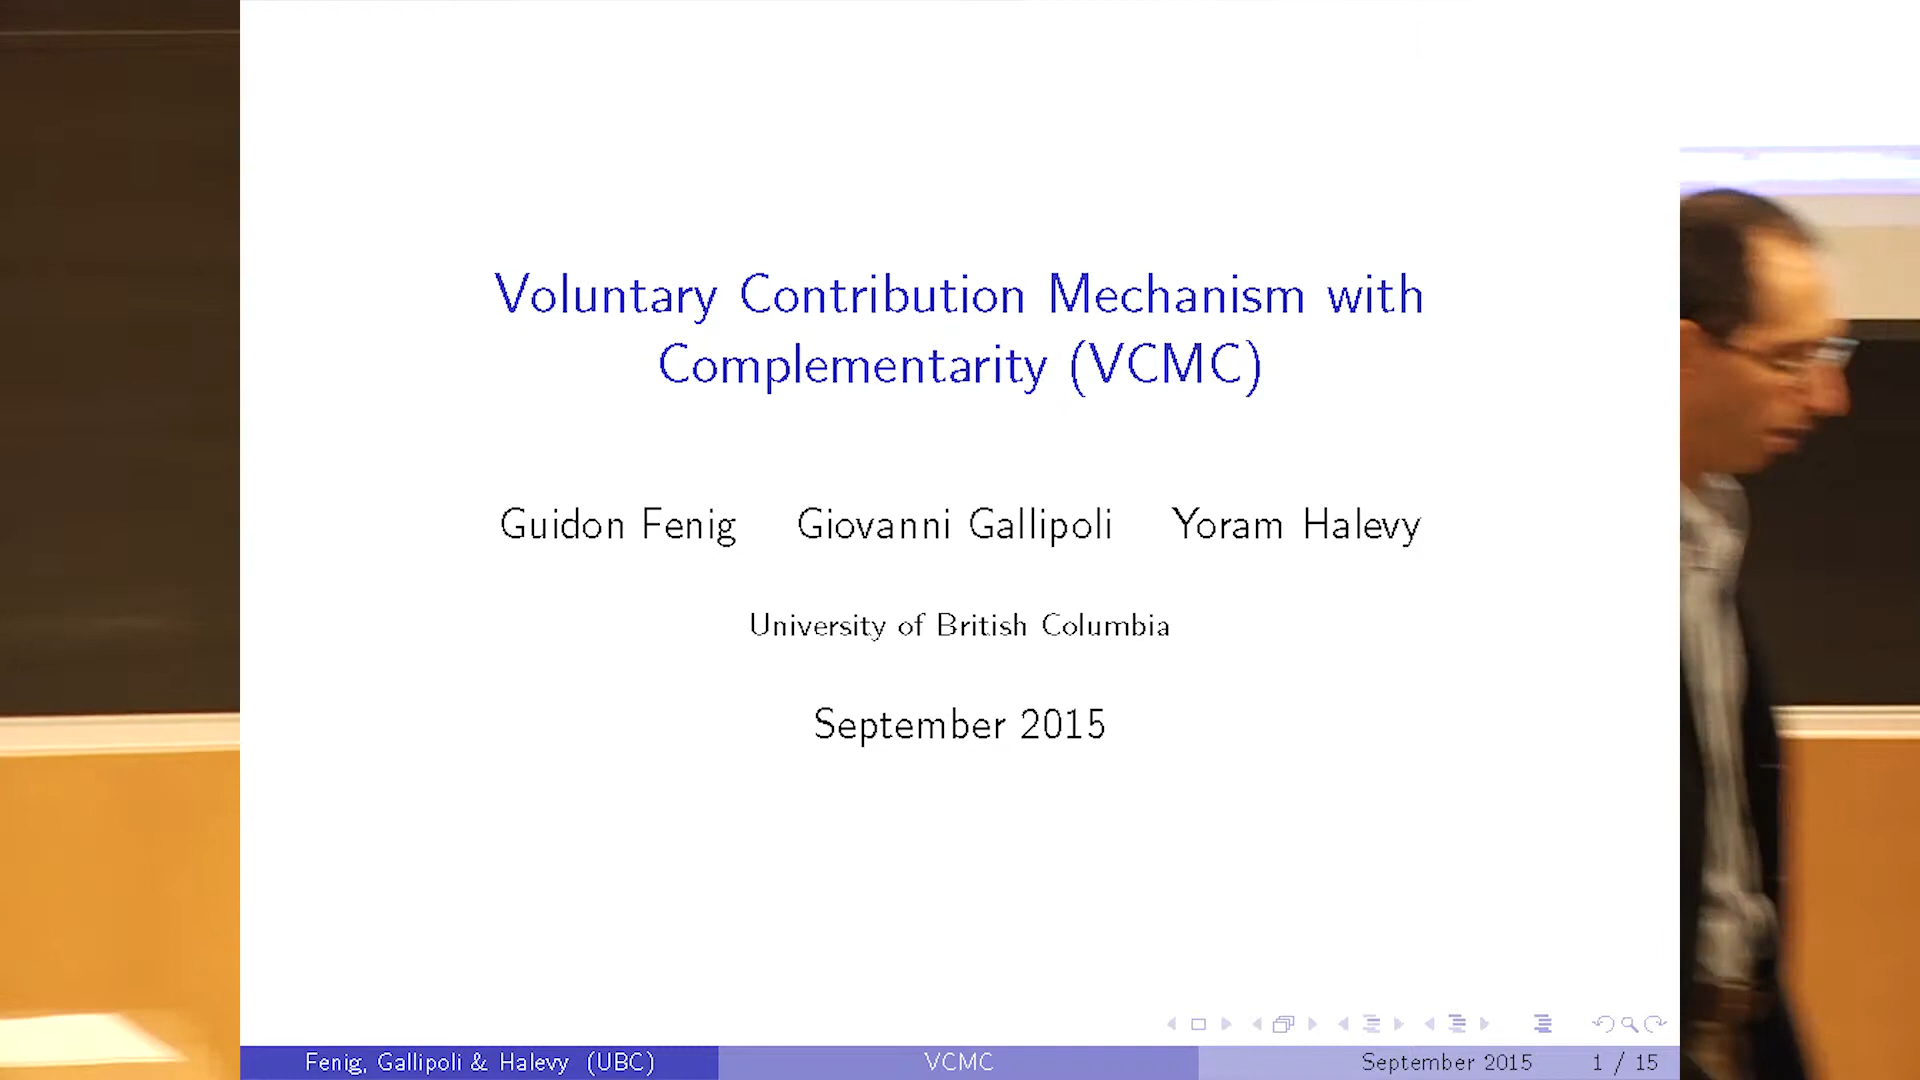 Voluntary Contribution Mechanism with
Complementarity (VCMC)
Guidon Fenig Giovanni Gallipoli Yoram Halevy
University of British Columbia
September 2015
Fenig, Gallipoli & Halevy (UBC) VCMC September 2015 1 / 15